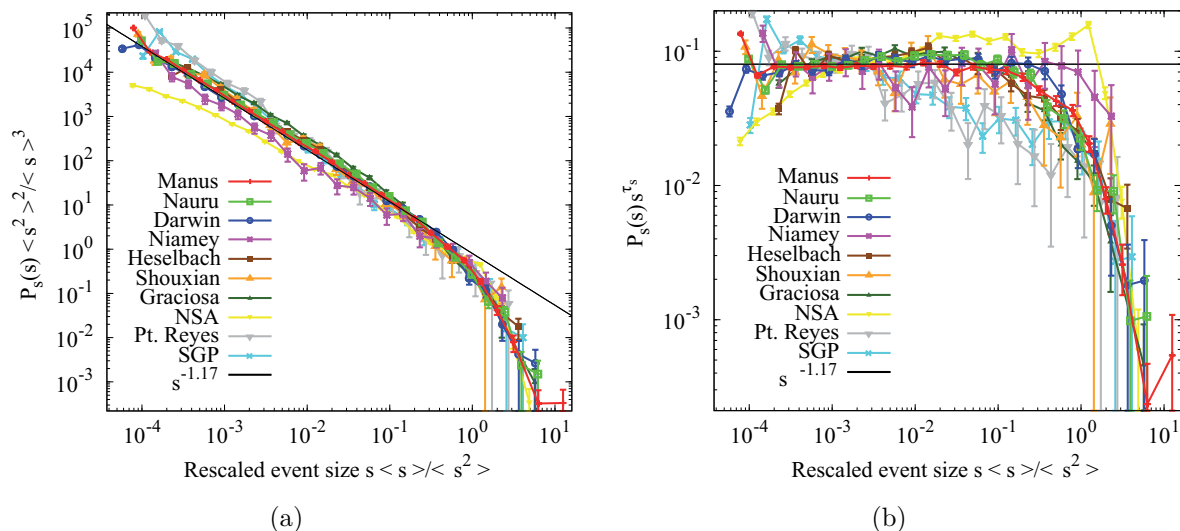 10^5
10^4
10^3
10^2
10^1
10^0
10^-1
10^-2
10^-3
P_s(s) < s^2 >^2/< s >^3
Manus
Nauru
Darwin
Niamey
Heselbach
Shouxian
Graciosa
NSA
Pt. Reyes
SGP
s^-1.17
10^-4 10^-3 10^-2 10^-1 10^0 10^1
Rescaled event size s < s >/< s^2 >
(a)
10^-1
10^-2
10^-3
P_s(s) s^τ_s
Manus
Nauru
Darwin
Niamey
Heselbach
Shouxian
Graciosa
NSA
Pt. Reyes
SGP
s^-1.17
10^-4 10^-3 10^-2 10^-1 10^0 10^1
Rescaled event size s < s >/< s^2 >
(b)